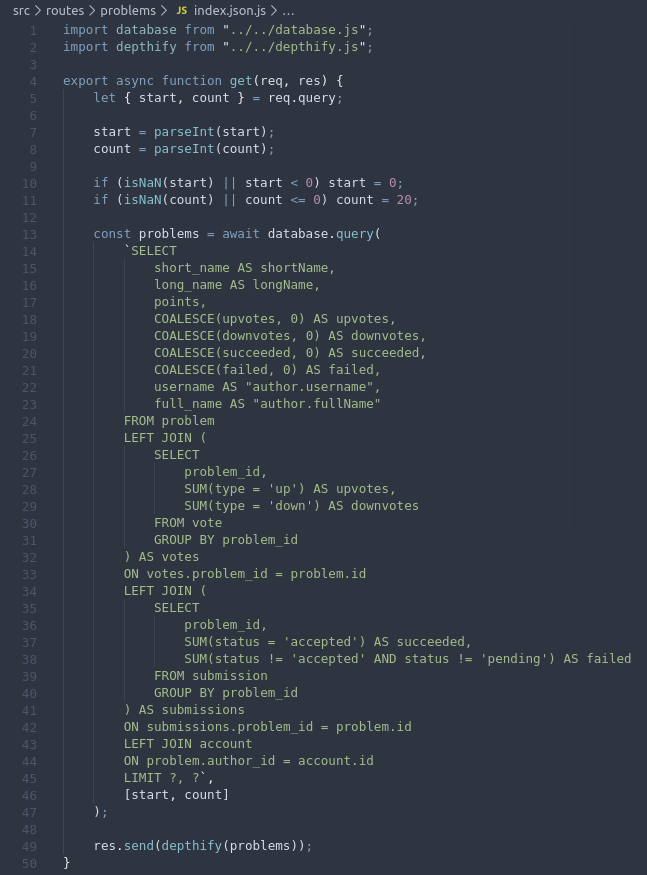 src > routes > problems > JS index.json.js > ...
1 import database from "../../database.js";
2 import depthify from "../../depthify.js";
3
4 export async function get(req, res) {
5     let { start, count } = req.query;
6
7     start = parseInt(start);
8     count = parseInt(count);
9
10     if (isNaN(start) || start < 0) start = 0;
11     if (isNaN(count) || count <= 0) count = 20;
12
13     const problems = await database.query(
14         `SELECT
15             short_name AS shortName,
16             long_name AS longName,
17             points,
18             COALESCE(upvotes, 0) AS upvotes,
19             COALESCE(downvotes, 0) AS downvotes,
20             COALESCE(succeeded, 0) AS succeeded,
21             COALESCE(failed, 0) AS failed,
22             username AS "author.username",
23             full_name AS "author.fullName"
24         FROM problem
25         LEFT JOIN (
26             SELECT
27                 problem_id,
28                 SUM(type = 'up') AS upvotes,
29                 SUM(type = 'down') AS downvotes
30             FROM vote
31             GROUP BY problem_id
32         ) AS votes
33         ON votes.problem_id = problem.id
34         LEFT JOIN (
35             SELECT
36                 problem_id,
37                 SUM(status = 'accepted') AS succeeded,
38                 SUM(status != 'accepted' AND status != 'pending') AS failed
39             FROM submission
40             GROUP BY problem_id
41         ) AS submissions
42         ON submissions.problem_id = problem.id
43         LEFT JOIN account
44         ON problem.author_id = account.id
45         LIMIT ?, ?`,
46         [start, count]
47     );
48
49     res.send(depthify(problems));
50 }